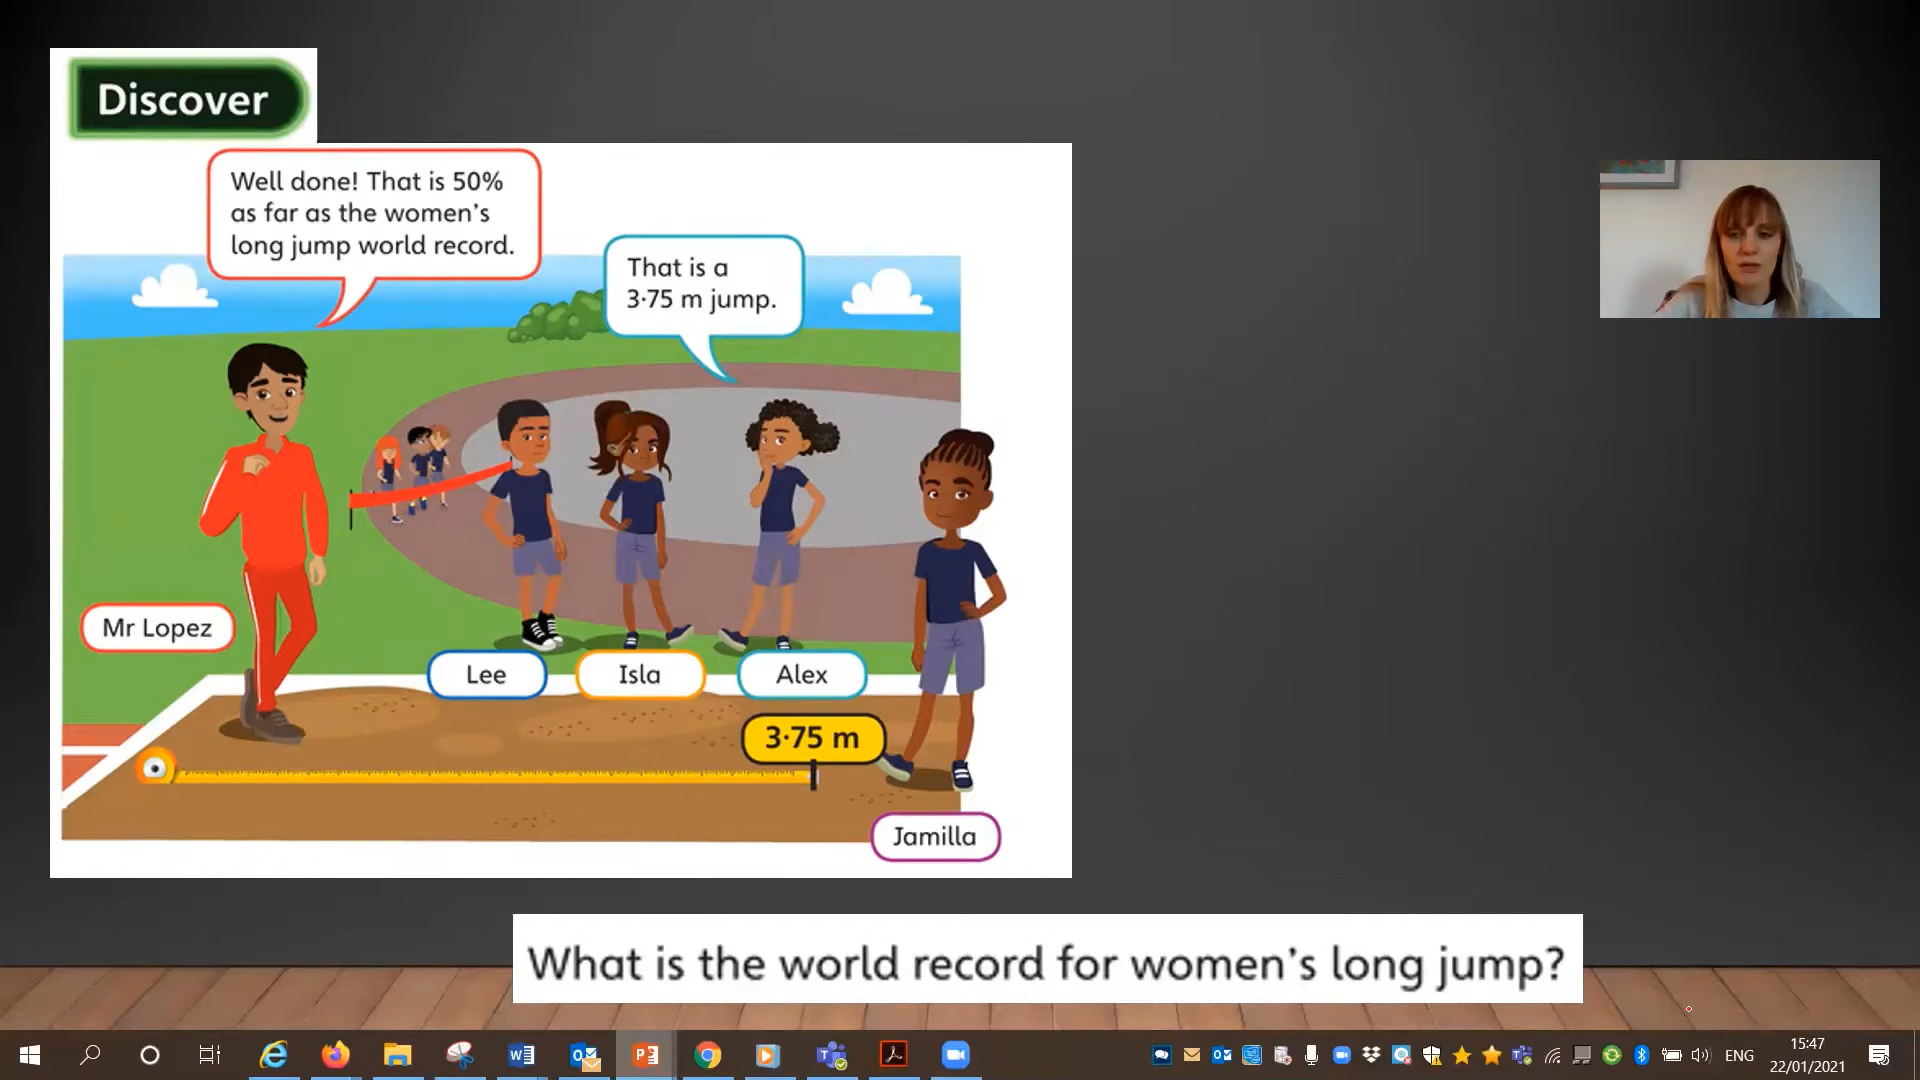 Discover
Well done! That is 50%
as far as the women's
long jump world record.
That is a
3·75 m jump.
Mr Lopez
Lee
Isla
Alex
3·75 m
Jamilla
What is the world record for women's long jump?
ENG
15:47
22/01/2021